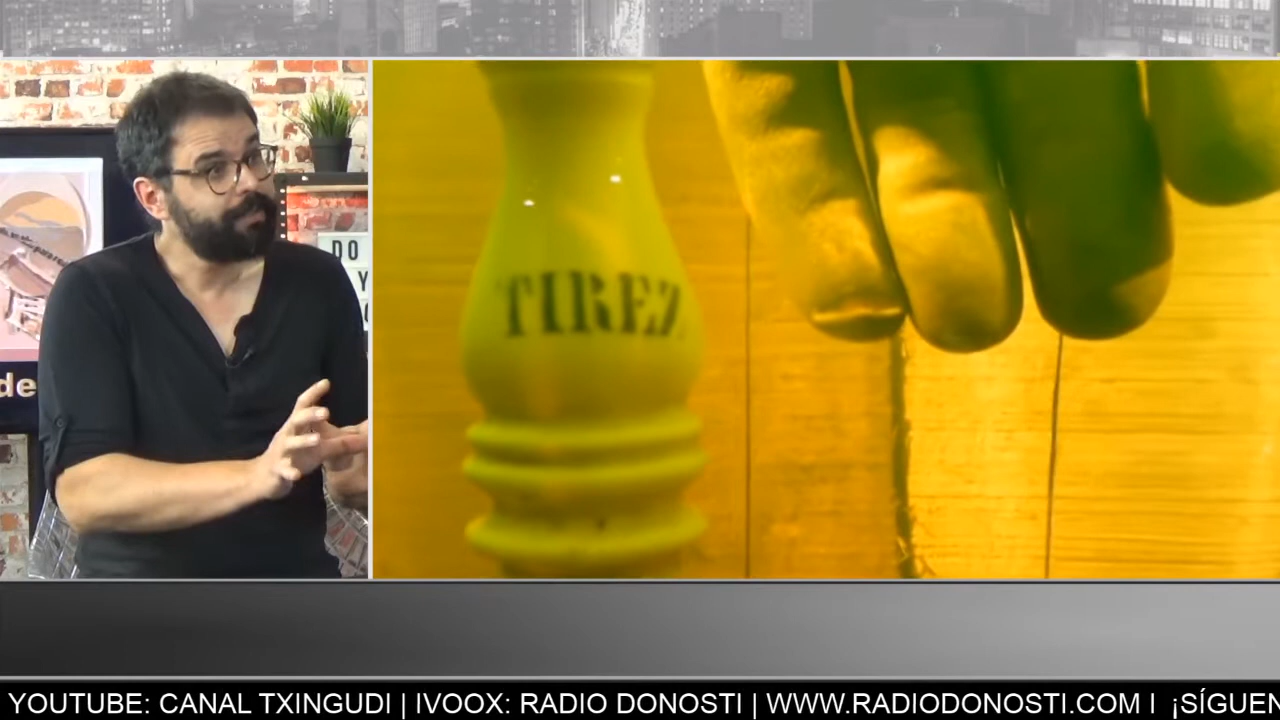 de
DO
Y
TIREZ
YOUTUBE: CANAL TXINGUDI | IVOOX: RADIO DONOSTI | WWW.RADIODONOSTI.COM I ¡SÍGUEN